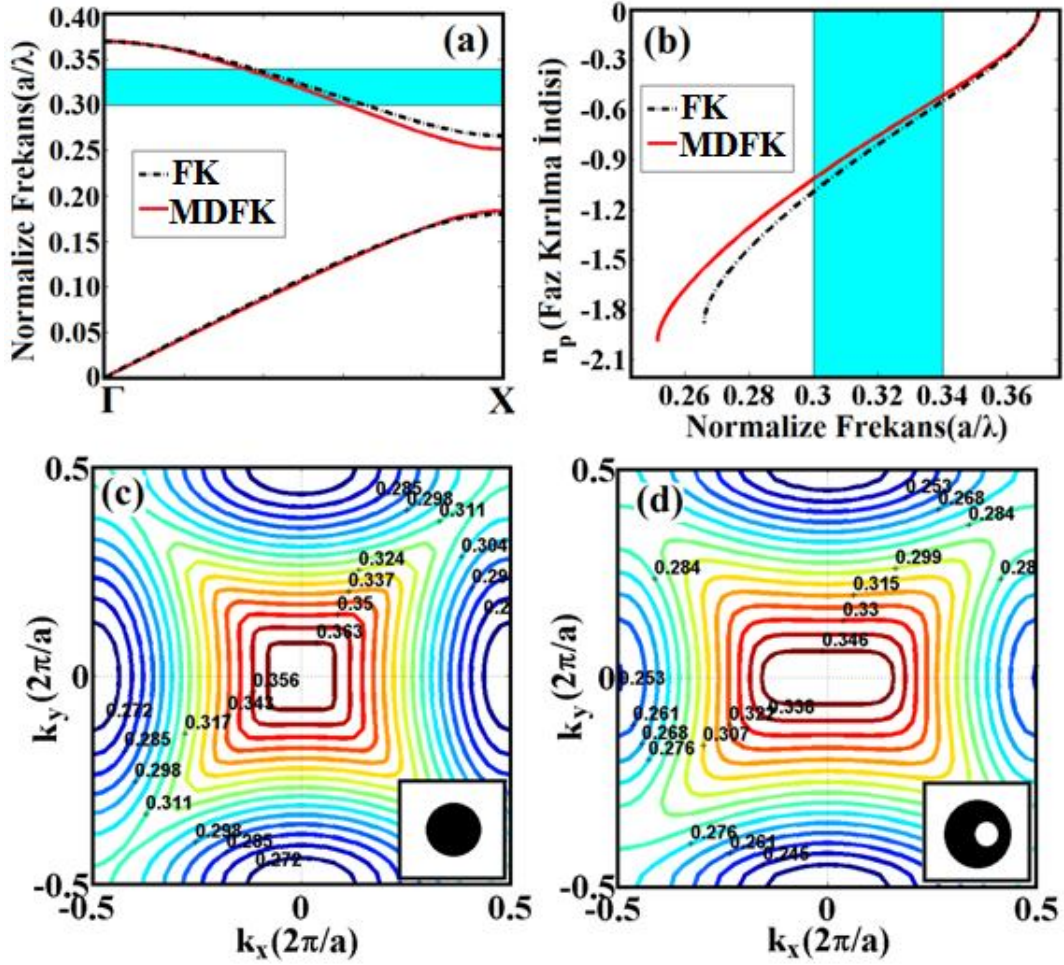 (a)
Normalize Frekans(a/λ)
0.40
0.35
0.30
0.25
0.20
0.15
0.10
0.05
0
FK
MDFK
Γ
X
(b)
n_p(Faz Kırılma İndisi)
0
-0.3
-0.6
-0.9
-1.2
-1.5
-1.8
-2.1
FK
MDFK
0.26 0.28 0.3 0.32 0.34 0.36
Normalize Frekans(a/λ)
(c)
k_y(2π/a)
0.5
0
-0.5
0.285
0.298
0.311
0.324
0.304
0.337
0.35
0.363
0.356
0.343
0.317
0.272
0.285
0.298
0.311
0.298
0.285
0.272
-0.5 0 0.5
k_x(2π/a)
(d)
k_y(2π/a)
0.5
0
-0.5
0.253
0.268
0.284
0.299
0.284
0.315
0.33
0.346
0.253
0.338
0.322
0.307
0.261
0.268
0.276
0.276
0.261
0.245
-0.5 0 0.5
k_x(2π/a)